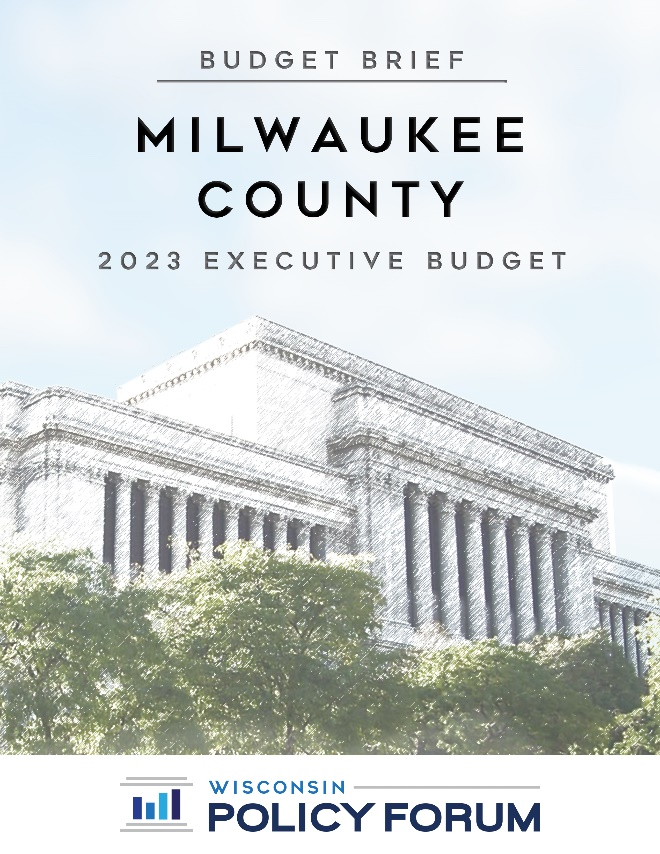 BUDGET BRIEF
MILWAUKEE
COUNTY
2023 EXECUTIVE BUDGET
WISCONSIN
POLICY FORUM